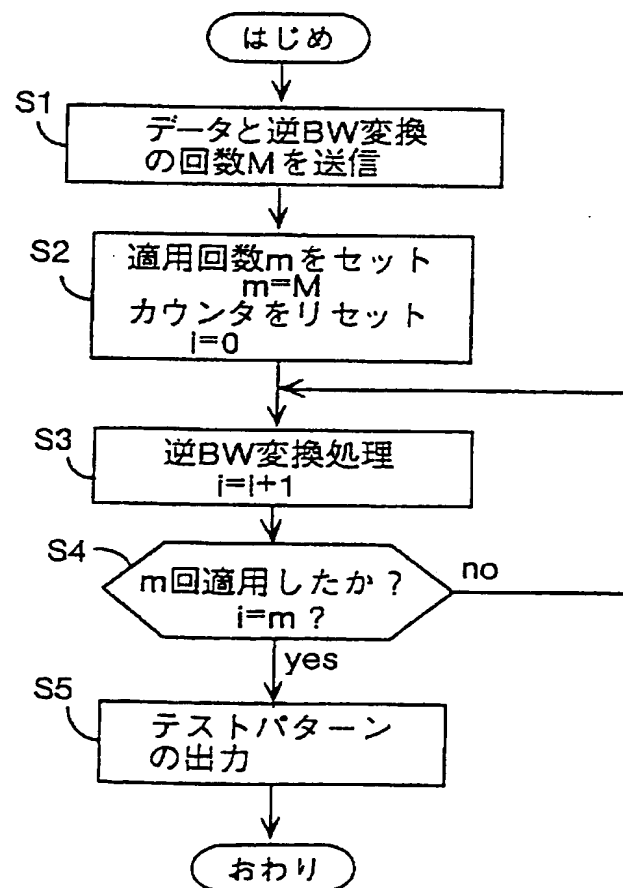 はじめ
S1
データと逆BW変換
の回数Mを送信
S2
適用回数mをセット
m=M
カウンタをリセット
i=0
S3
逆BW変換処理
i=i+1
S4
m回適用したか?
i=m ?
no
yes
S5
テストパターン
の出力
おわり